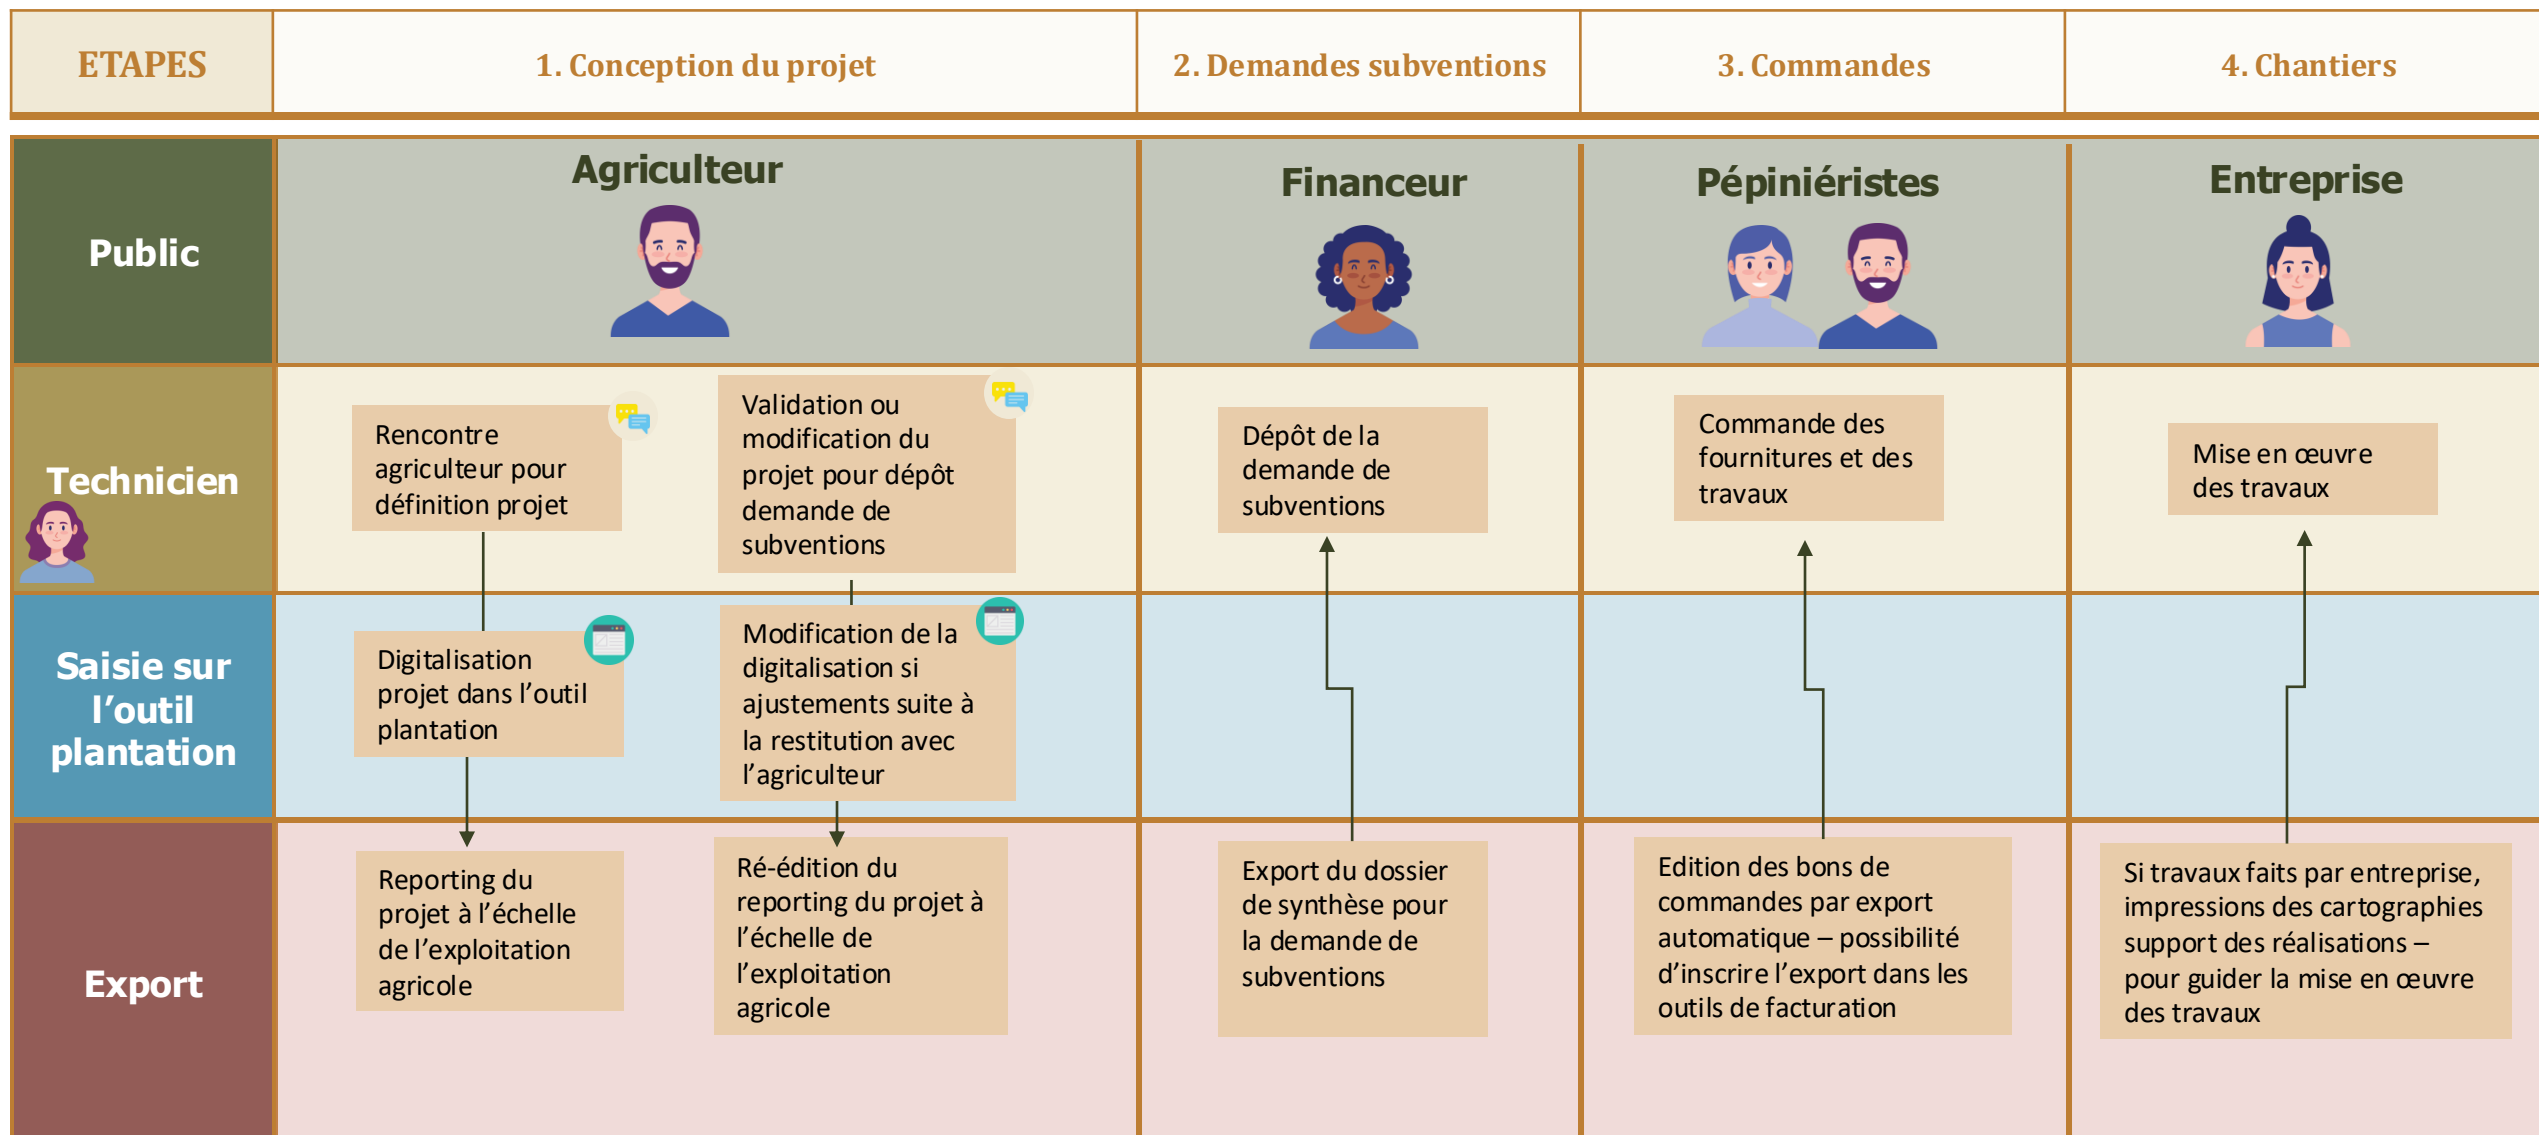 ETAPES
1. Conception du projet
2. Demandes subventions
3. Commandes
4. Chantiers
Public
Agriculteur
Financeur
Pépiniéristes
Entreprise
Technicien
Rencontre
agriculteur pour
définition projet
Validation ou
modification du
projet pour dépôt
demande de
subventions
Dépôt de la
demande de
subventions
Commande des
fournitures et des
travaux
Mise en œuvre
des travaux
Saisie sur
l’outil
plantation
Digitalisation
projet dans l’outil
plantation
Modification de la
digitalisation si
ajustements suite à
la restitution avec
l’agriculteur
Export
Reporting du
projet à l’échelle
de l’exploitation
agricole
Ré-édition du
reporting du projet à
l’échelle de
l’exploitation
agricole
Export du dossier
de synthèse pour
la demande de
subventions
Edition des bons de
commandes par export
automatique – possibilité
d’inscrire l’export dans les
outils de facturation
Si travaux faits par entreprise,
impressions des cartographies
support des réalisations –
pour guider la mise en œuvre
des travaux